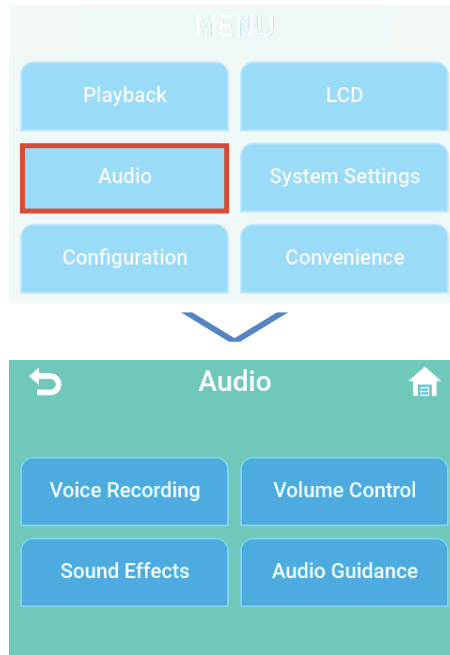 MENU
Playback
LCD
Audio
System Settings
Configuration
Convenience
Audio
Voice Recording
Volume Control
Sound Effects
Audio Guidance